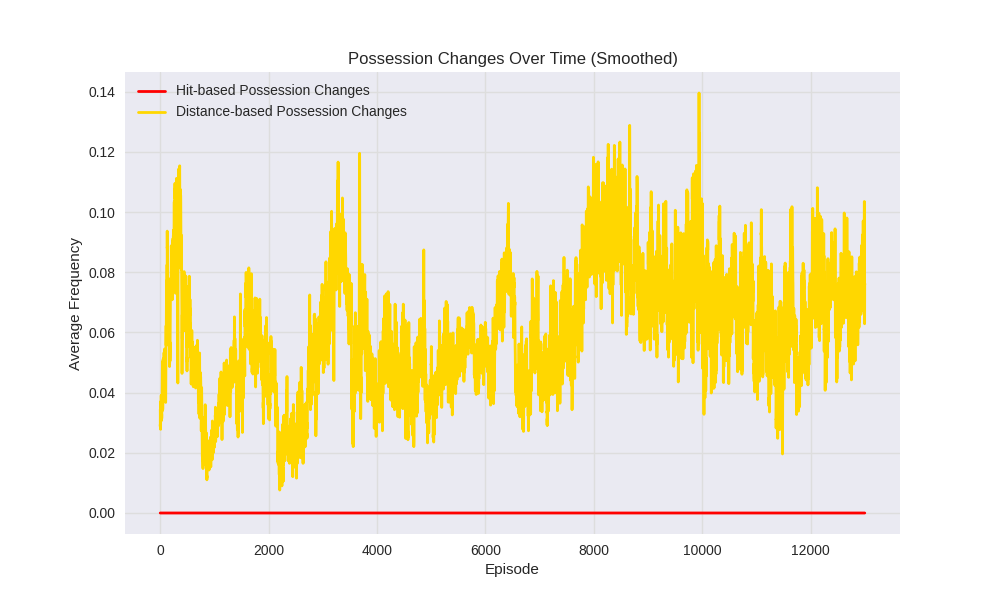 Possession Changes Over Time (Smoothed)
Hit-based Possession Changes
Distance-based Possession Changes
Average Frequency
0.14
0.12
0.10
0.08
0.06
0.04
0.02
0.00
0 2000 4000 6000 8000 10000 12000
Episode